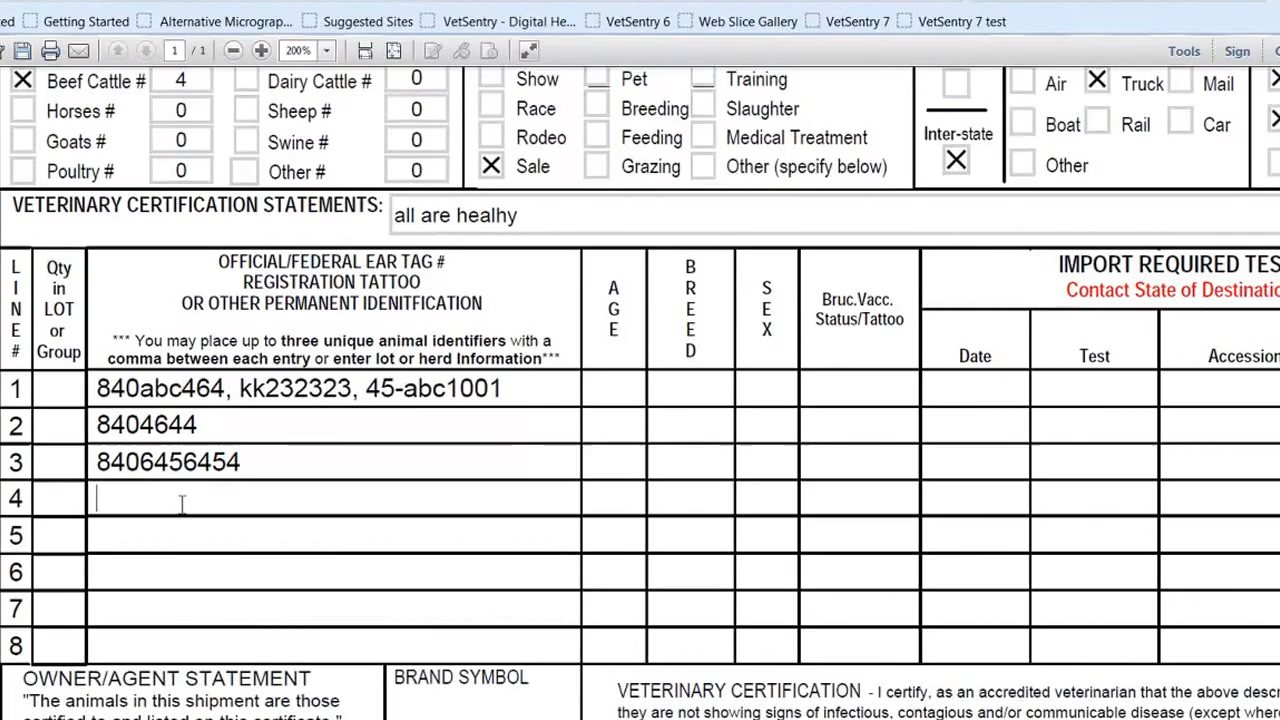 Getting Started Alternative Micrograp... Suggested Sites VetSentry - Digital He... VetSentry 6 Web Slice Gallery VetSentry 7 VetSentry 7 test
1 / 1 200% Tools Sign
Beef Cattle # 4 Dairy Cattle # 0 Show Pet Training Air Truck Mail
Horses # 0 Sheep # 0 Race Breeding Slaughter
Goats # 0 Swine # 0 Rodeo Feeding Medical Treatment Inter-state Boat Rail Car
Poultry # 0 Other # 0 Sale Grazing Other (specify below) Other
VETERINARY CERTIFICATION STATEMENTS: all are healhy
LINE#
Qty
in
LOT
or
Group
OFFICIAL/FEDERAL EAR TAG #
REGISTRATION TATTOO
OR OTHER PERMANENT IDENITFICATION
*** You may place up to three unique animal identifiers with a
comma between each entry or enter lot or herd Information***
AGE
BREED
SEX
Bruc.Vacc.
Status/Tattoo
IMPORT REQUIRED TES
Contact State of Destinatio
Date Test Accession
1 840abc464, kk232323, 45-abc1001
2 8404644
3 8406456454
4
5
6
7
8
OWNER/AGENT STATEMENT
"The animals in this shipment are those
certified to and listed on this certificate."
BRAND SYMBOL
VETERINARY CERTIFICATION - I certify, as an accredited veterinarian that the above descr
they are not showing signs of infectious, contagious and/or communicable disease (except wher